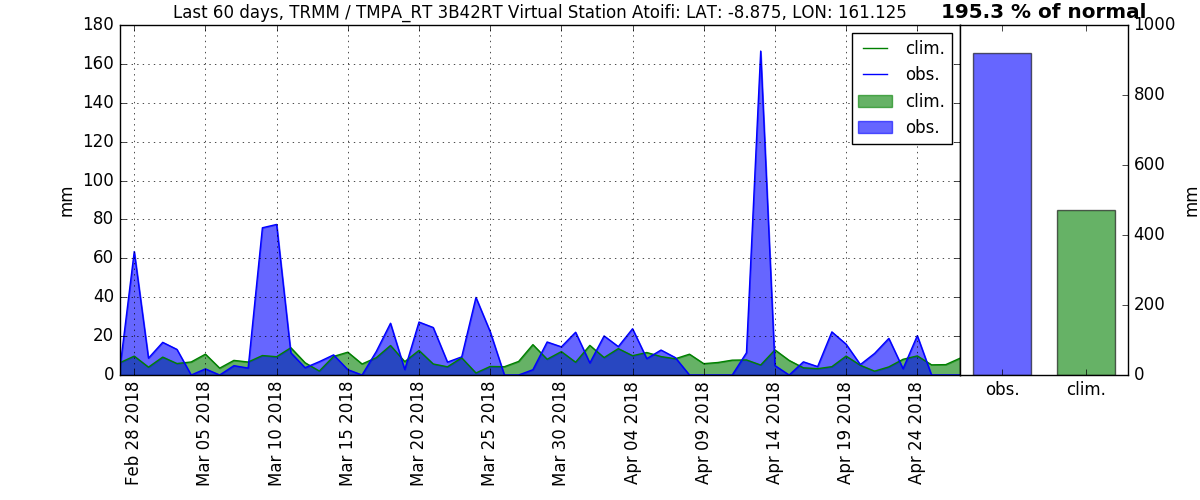 Last 60 days, TRMM / TMPA_RT 3B42RT Virtual Station Atoifi: LAT: -8.875, LON: 161.125
195.3 % of normal
180
160
140
120
100
80
60
40
20
0
mm
clim.
obs.
clim.
obs.
Feb 28 2018
Mar 05 2018
Mar 10 2018
Mar 15 2018
Mar 20 2018
Mar 25 2018
Mar 30 2018
Apr 04 2018
Apr 09 2018
Apr 14 2018
Apr 19 2018
Apr 24 2018
1000
800
600
400
200
0
mm
obs.
clim.